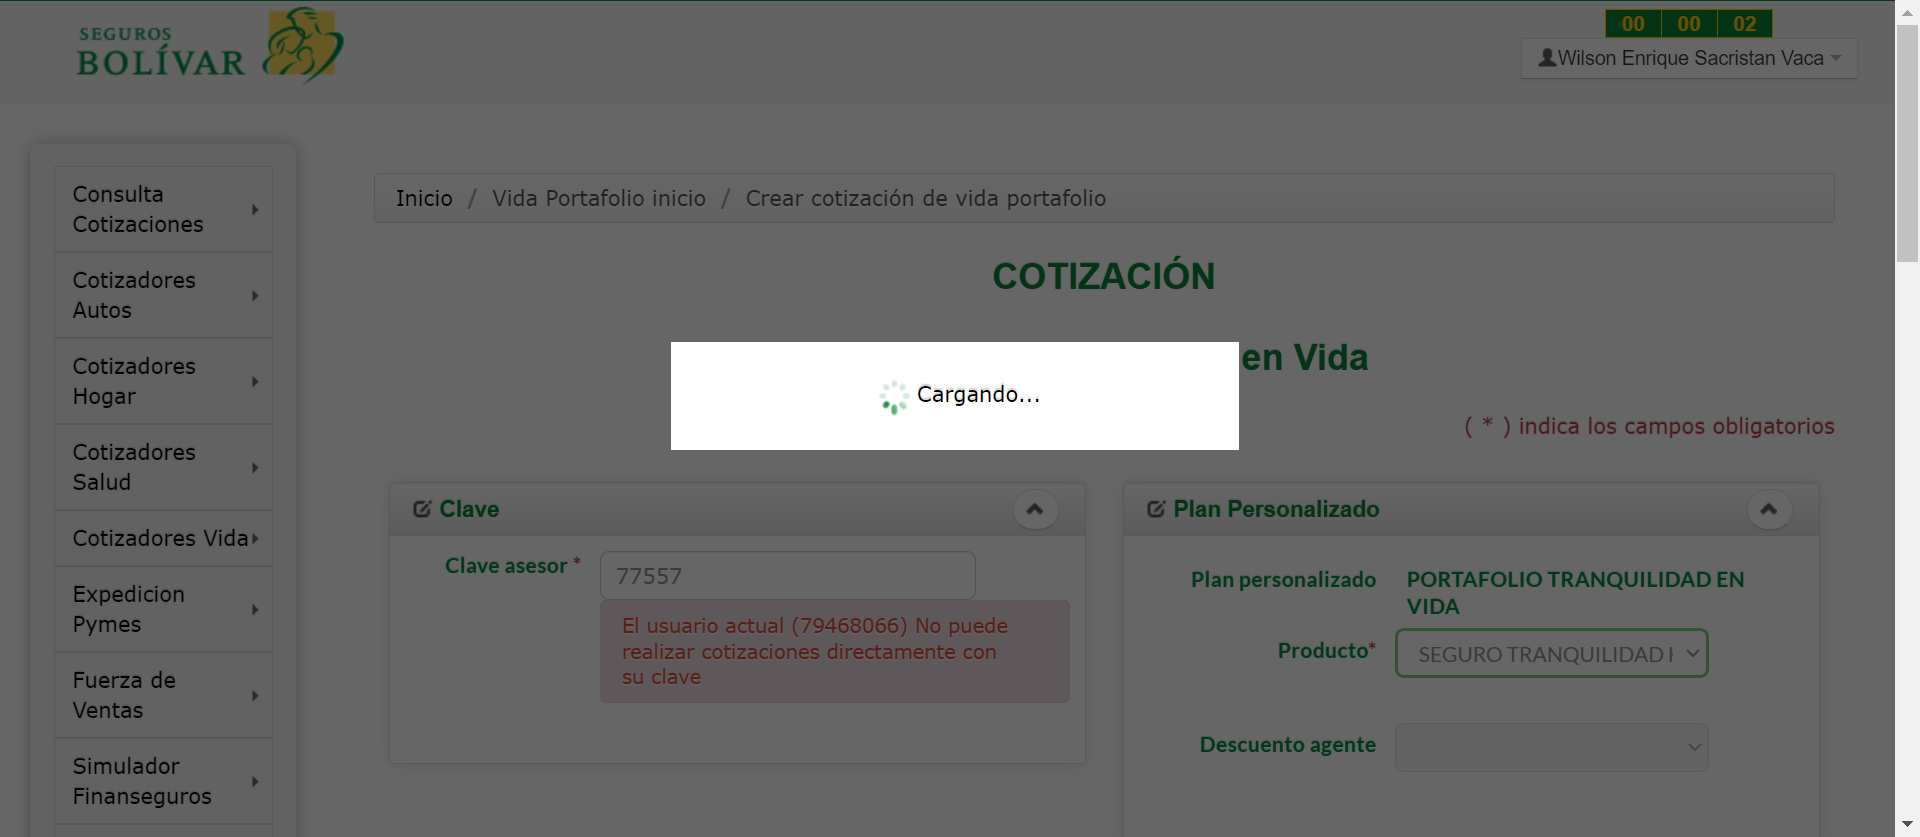 SEGUROS
BOLÍVAR
00 00 02
Wilson Enrique Sacristan Vaca
Consulta
Cotizaciones
Cotizadores
Autos
Cotizadores
Hogar
Cotizadores
Salud
Cotizadores Vida
Expedicion
Pymes
Fuerza de
Ventas
Simulador
Finanseguros
Inicio / Vida Portafolio inicio / Crear cotización de vida portafolio
COTIZACIÓN
en Vida
Cargando...
( * ) indica los campos obligatorios
Clave
Clave asesor *
77557
El usuario actual (79468066) No puede
realizar cotizaciones directamente con
su clave
Plan Personalizado
Plan personalizado
PORTAFOLIO TRANQUILIDAD EN
VIDA
Producto*
SEGURO TRANQUILIDAD
Descuento agente